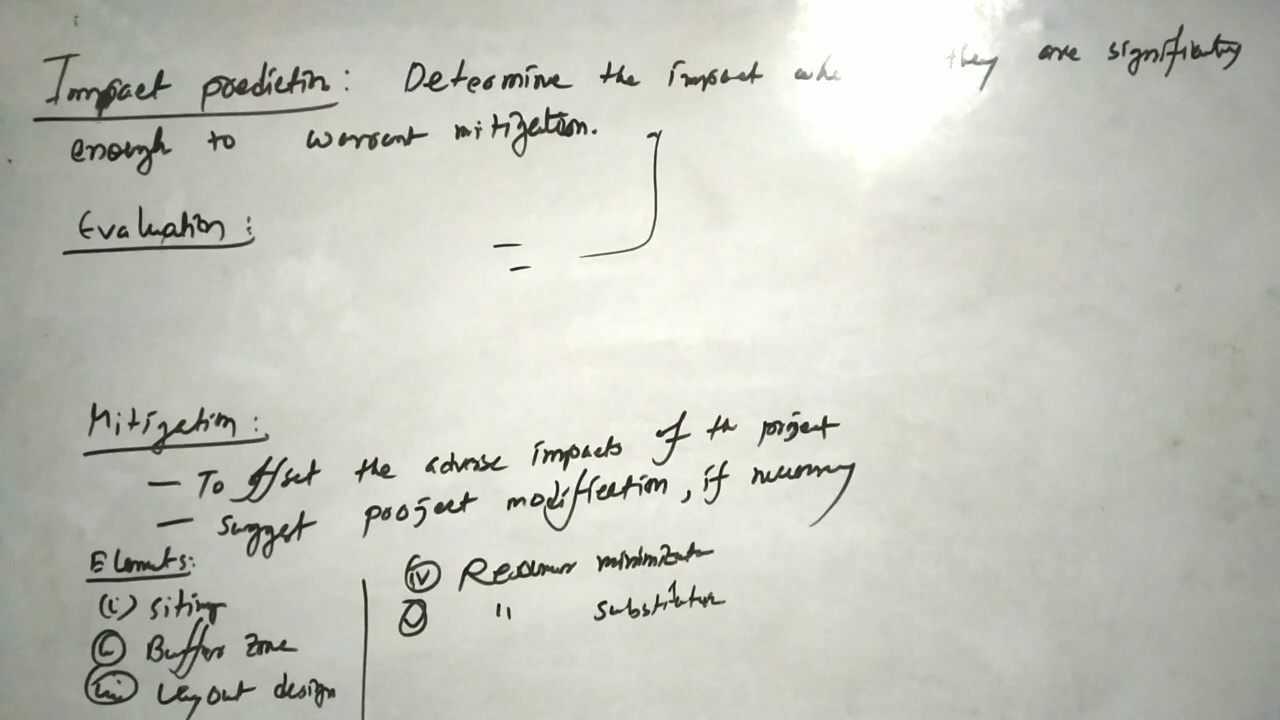 Impact prediction: Determine the impact whe they are significantly
enough to warrant mitigation.
Evaluation:
Mitigation:
— To offset the adverse impacts of the project
— suggest project modification, if necessary
Elements:
(i) siting
(ii) Buffer zone
(iii) Layout design
(iv) Resource minimization
(v) " substitution